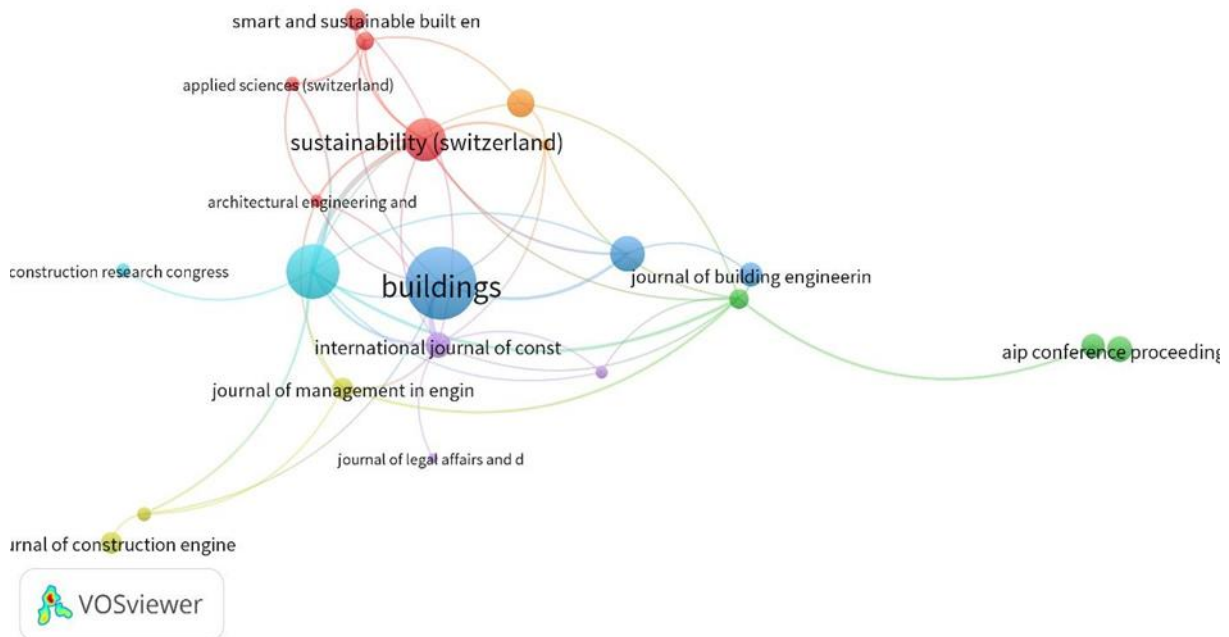 smart and sustainable built en
applied sciences (switzerland)
sustainability (switzerland)
architectural engineering and
construction research congress
buildings
journal of building engineerin
international journal of const
aip conference proceeding
journal of management in engin
journal of legal affairs and d
urnal of construction engine
VOSviewer